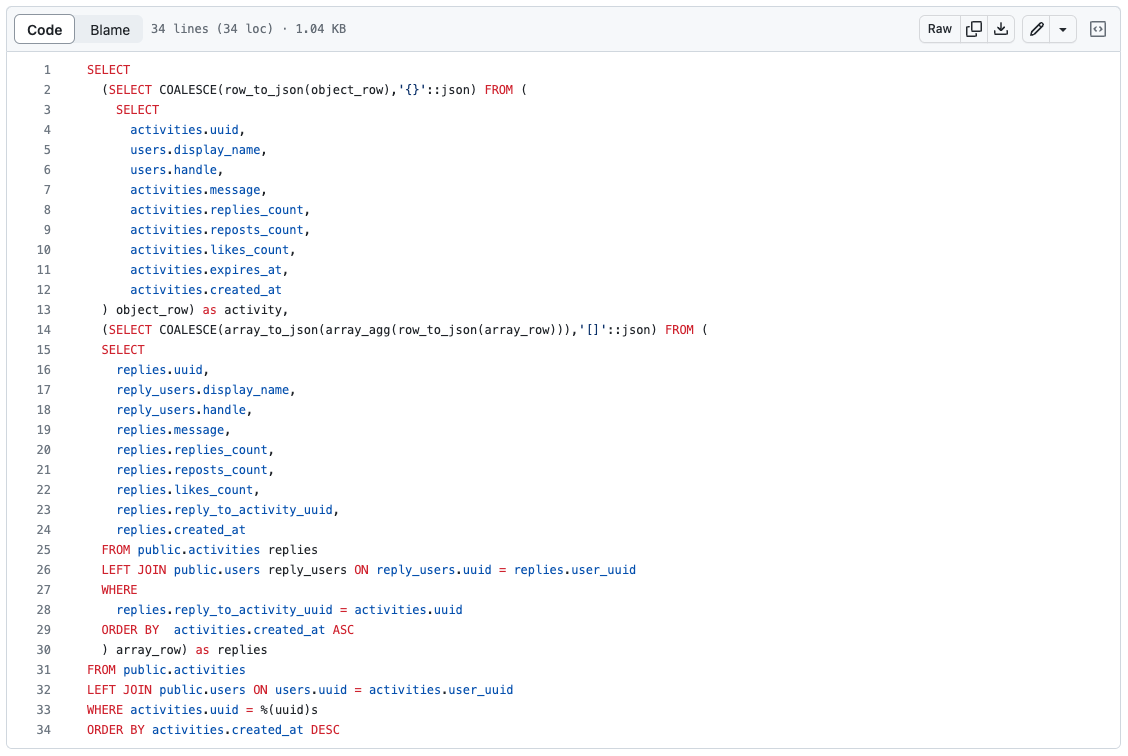 Code Blame 34 lines (34 loc) · 1.04 KB Raw
1 SELECT
2   (SELECT COALESCE(row_to_json(object_row),'{}'::json) FROM (
3     SELECT
4       activities.uuid,
5       users.display_name,
6       users.handle,
7       activities.message,
8       activities.replies_count,
9       activities.reposts_count,
10       activities.likes_count,
11       activities.expires_at,
12       activities.created_at
13   ) object_row) as activity,
14   (SELECT COALESCE(array_to_json(array_agg(row_to_json(array_row))),'[]'::json) FROM (
15   SELECT
16     replies.uuid,
17     reply_users.display_name,
18     reply_users.handle,
19     replies.message,
20     replies.replies_count,
21     replies.reposts_count,
22     replies.likes_count,
23     replies.reply_to_activity_uuid,
24     replies.created_at
25   FROM public.activities replies
26   LEFT JOIN public.users reply_users ON reply_users.uuid = replies.user_uuid
27   WHERE
28     replies.reply_to_activity_uuid = activities.uuid
29   ORDER BY  activities.created_at ASC
30   ) array_row) as replies
31 FROM public.activities
32 LEFT JOIN public.users ON users.uuid = activities.user_uuid
33 WHERE activities.uuid = %(uuid)s
34 ORDER BY activities.created_at DESC